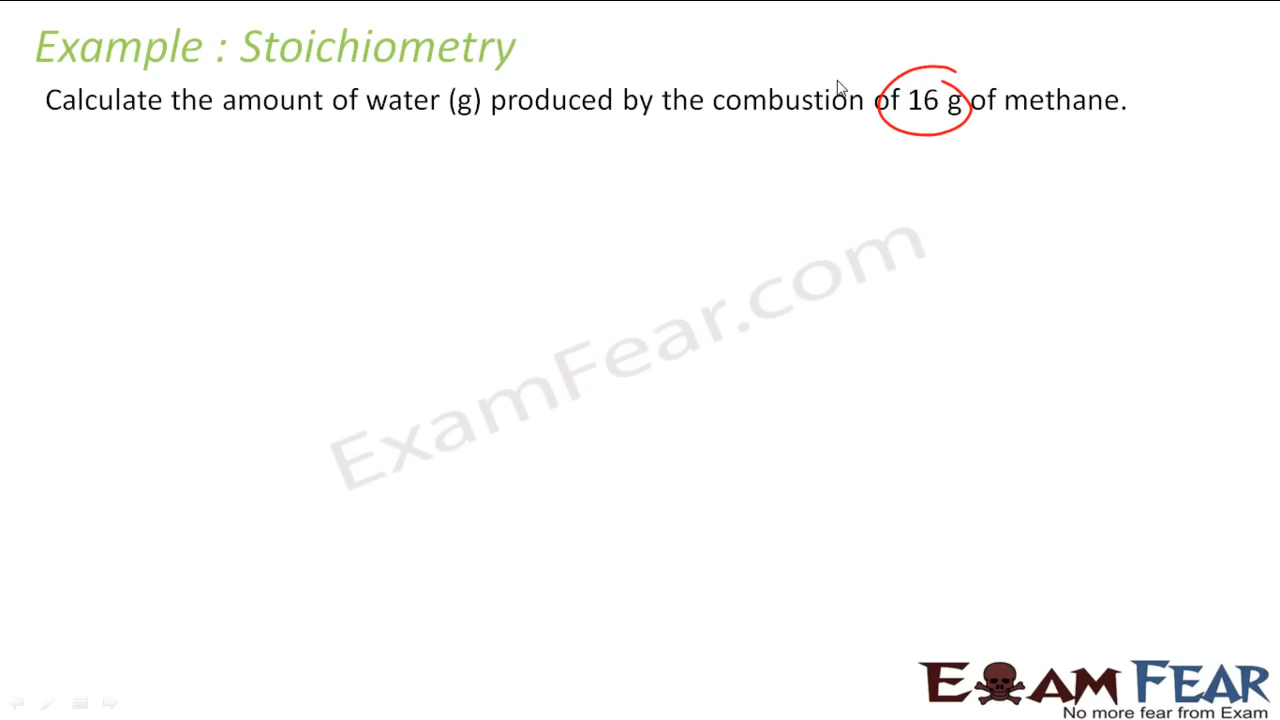 Example : Stoichiometry
Calculate the amount of water (g) produced by the combustion of 16 g of methane.
ExamFear.com
EXAM FEAR
No more fear from Exam